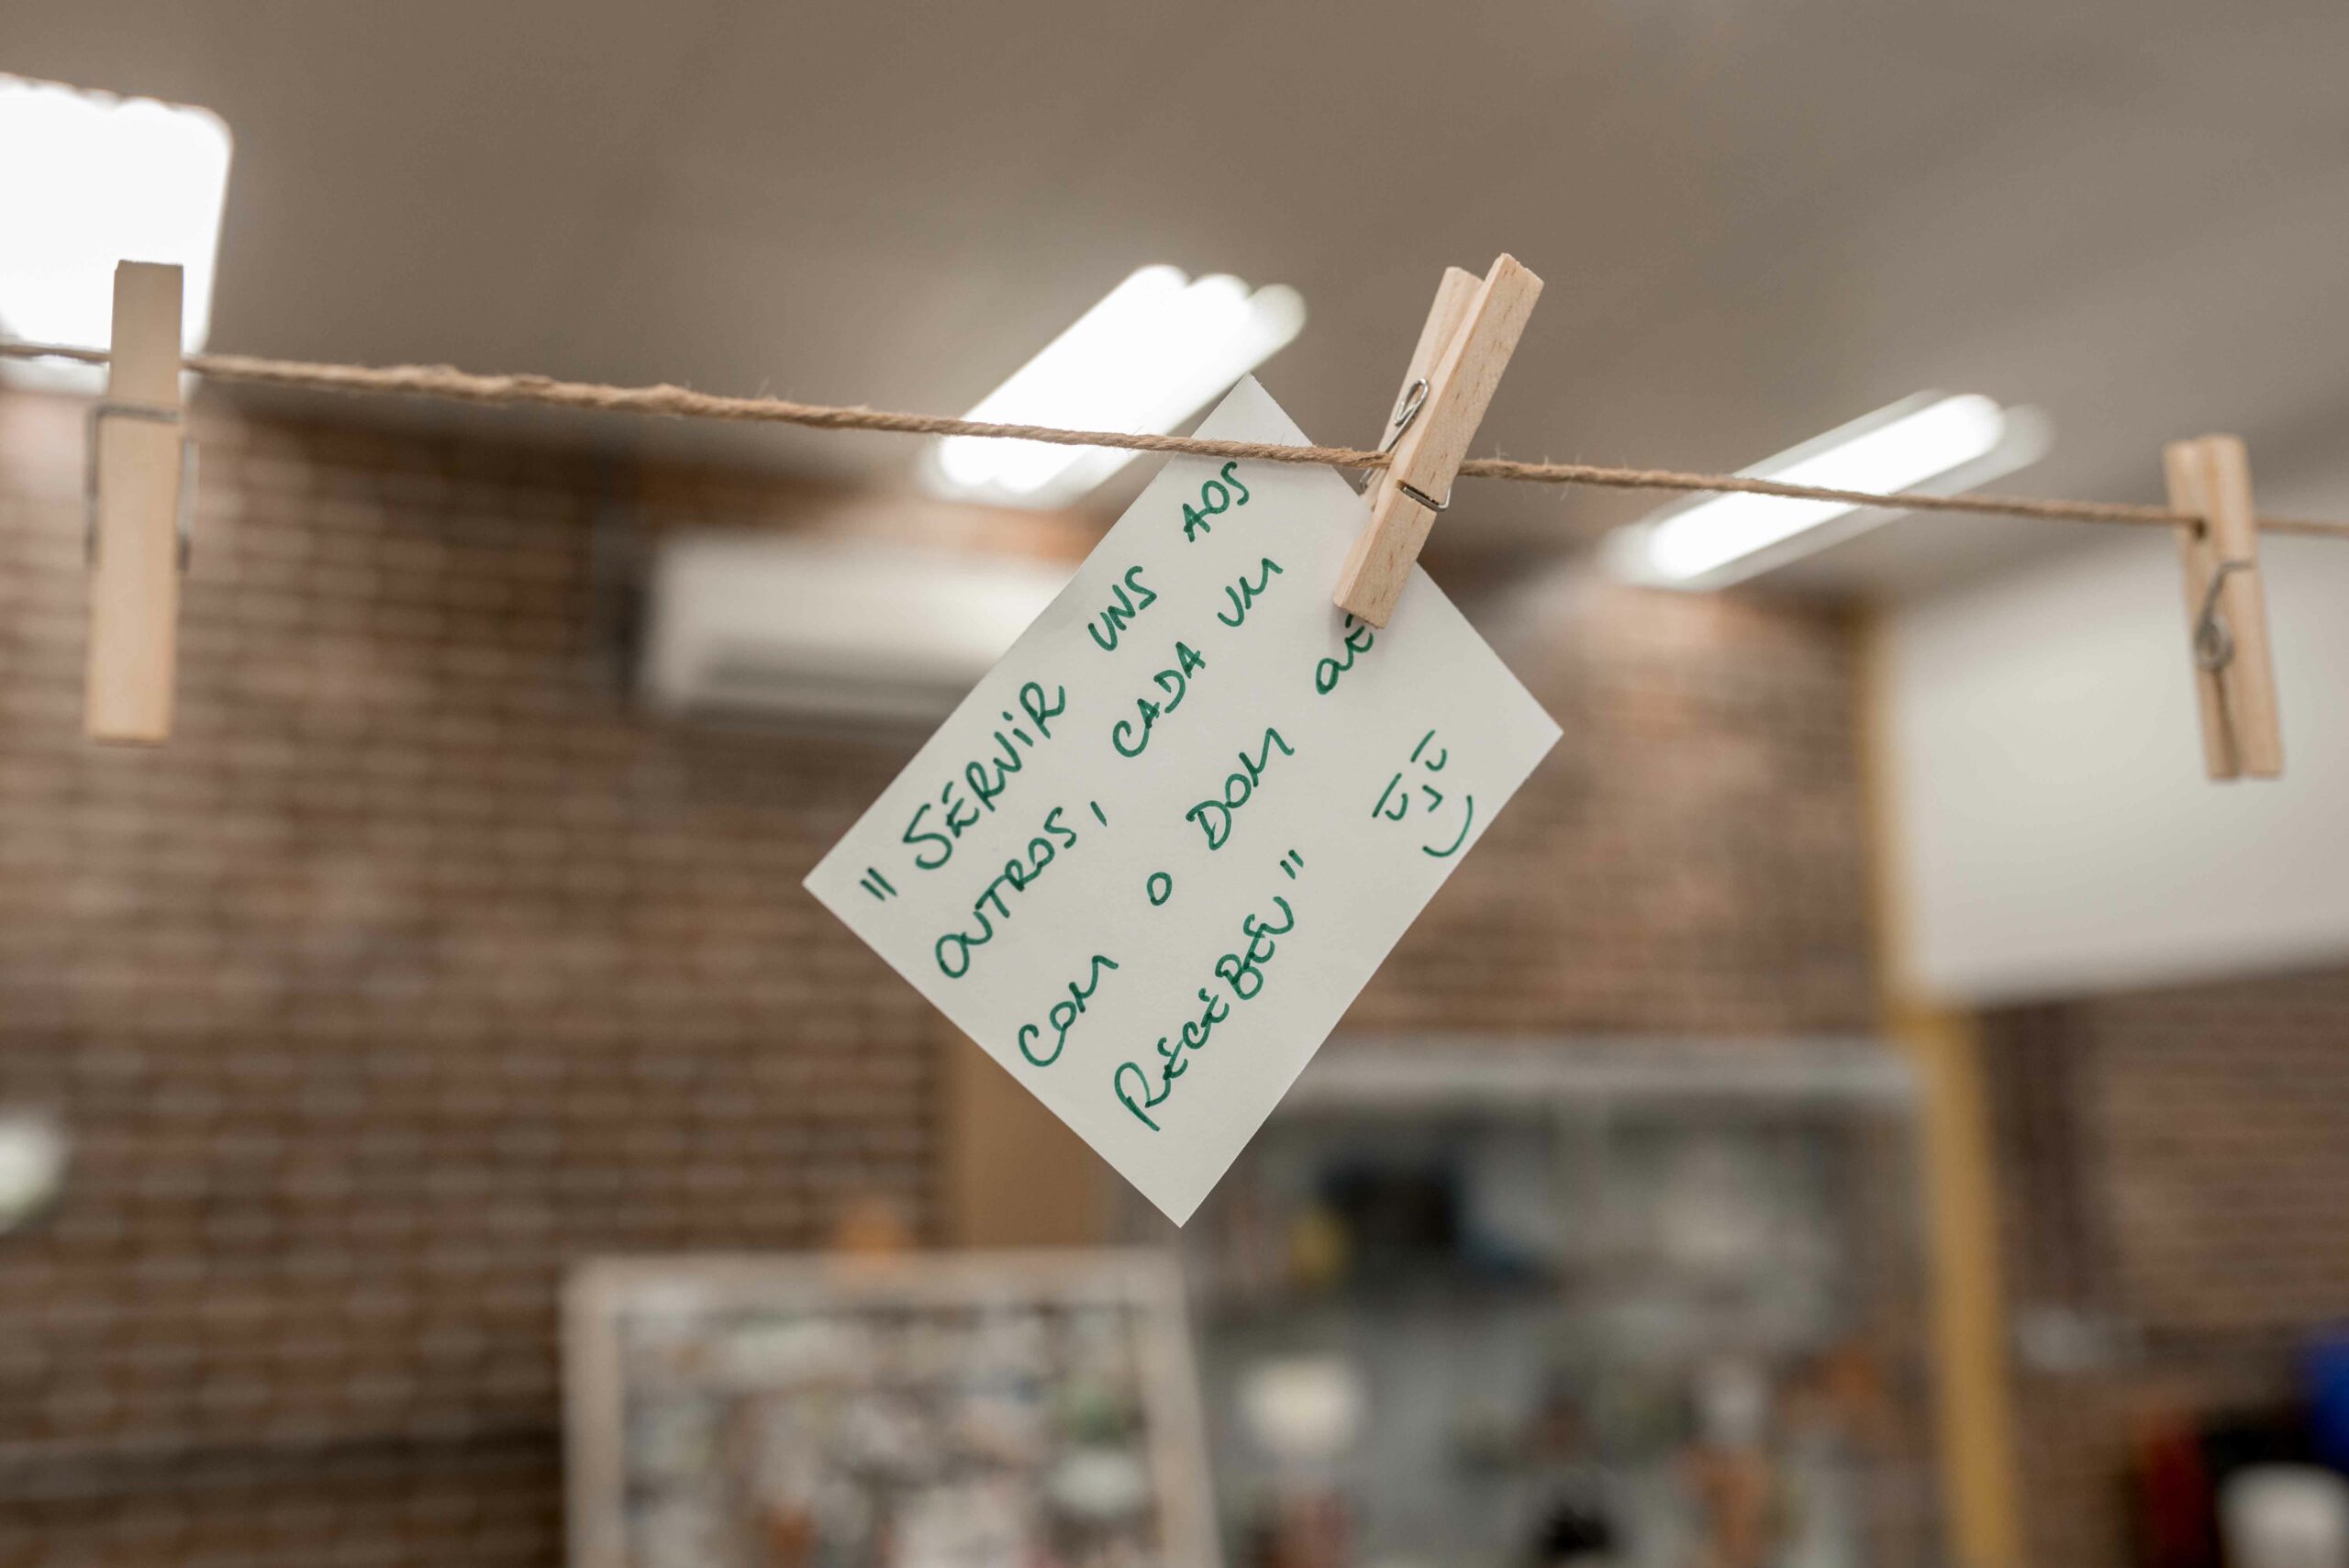 "SERVIR UNS AOS
OUTROS, CADA UM
COM O DOM
RECEBEU"